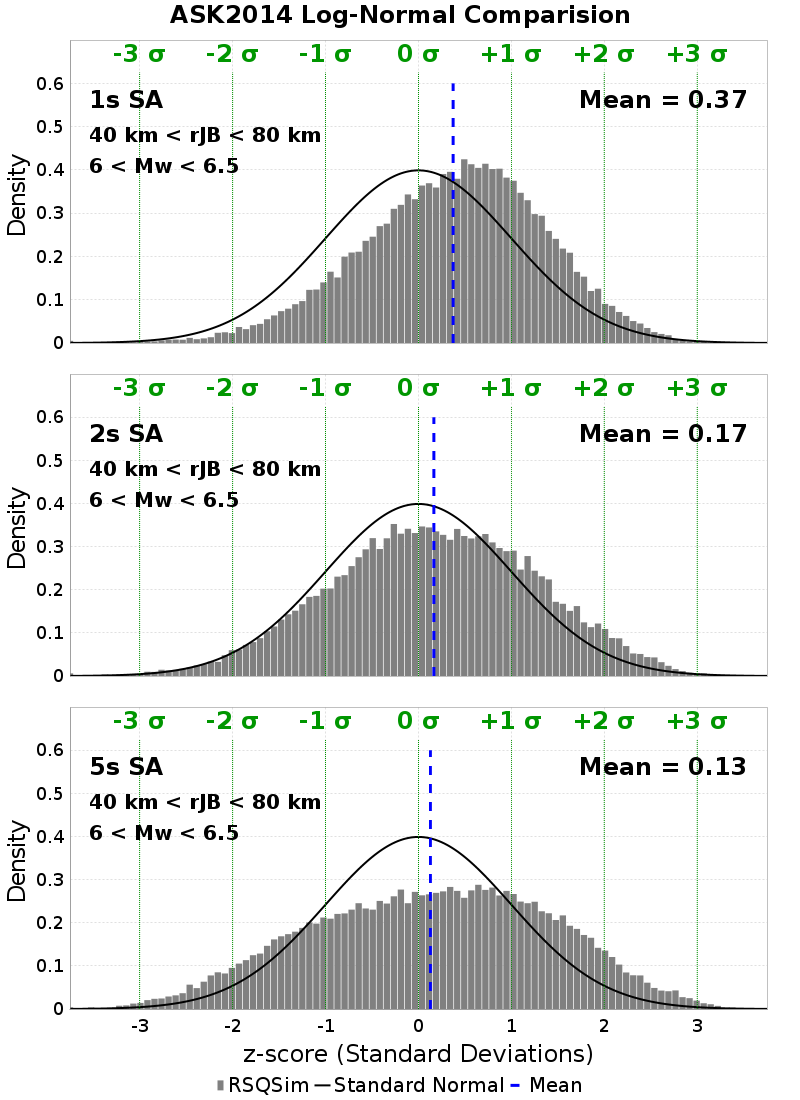 ASK2014 Log-Normal Comparision
-3 σ -2 σ -1 σ 0 σ +1 σ +2 σ +3 σ
1s SA Mean = 0.37
40 km < rJB < 80 km
6 < Mw < 6.5
Density
0.6
0.5
0.4
0.3
0.2
0.1
0
-3 σ -2 σ -1 σ 0 σ +1 σ +2 σ +3 σ
2s SA Mean = 0.17
40 km < rJB < 80 km
6 < Mw < 6.5
Density
0.6
0.5
0.4
0.3
0.2
0.1
0
-3 σ -2 σ -1 σ 0 σ +1 σ +2 σ +3 σ
5s SA Mean = 0.13
40 km < rJB < 80 km
6 < Mw < 6.5
Density
0.6
0.5
0.4
0.3
0.2
0.1
0
-3 -2 -1 0 1 2 3
z-score (Standard Deviations)
RSQSim Standard Normal Mean